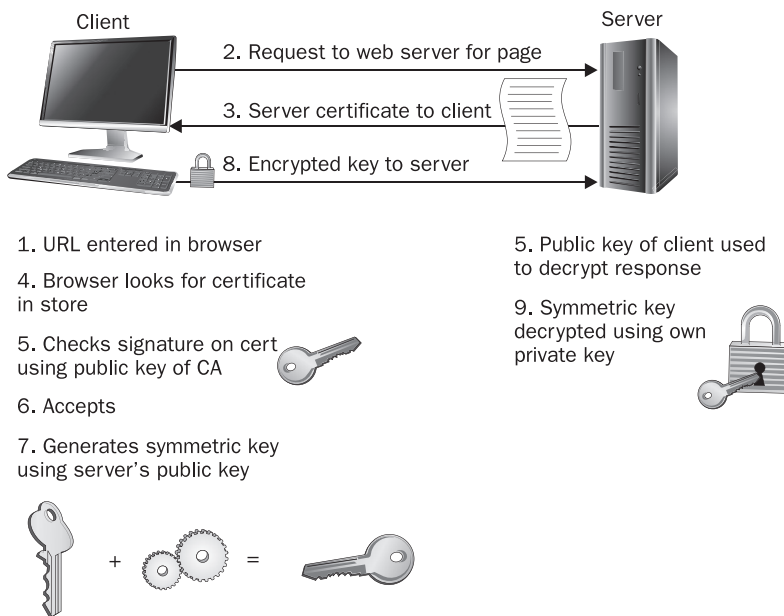 Client
Server
2. Request to web server for page
3. Server certificate to client
8. Encrypted key to server
1. URL entered in browser
4. Browser looks for certificate
in store
5. Checks signature on cert
using public key of CA
6. Accepts
7. Generates symmetric key
using server's public key
+
=
5. Public key of client used
to decrypt response
9. Symmetric key
decrypted using own
private key